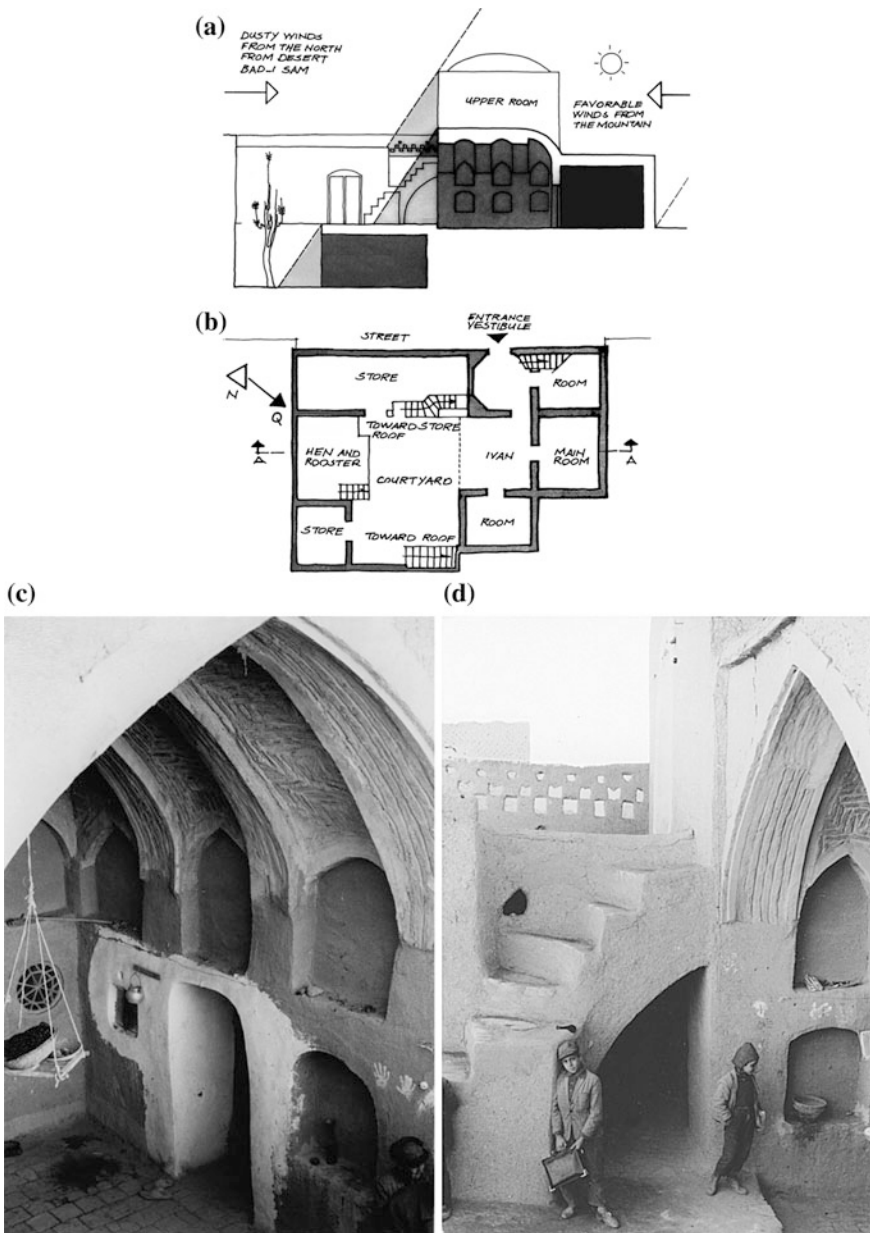 (a)
DUSTY WINDS
FROM THE NORTH
FROM DESERT
BAD_I SAM
UPPER ROOM
FAVORABLE
WINDS FROM
THE MOUNTAIN
(b)
STREET
ENTRANCE
VESTIBULE
STORE
ROOM
N
Q
TOWARD STORE
ROOF
HEN AND
ROOSTER
IVAN
MAIN
ROOM
A
A
COURTYARD
ROOM
STORE
TOWARD ROOF
(c)
(d)